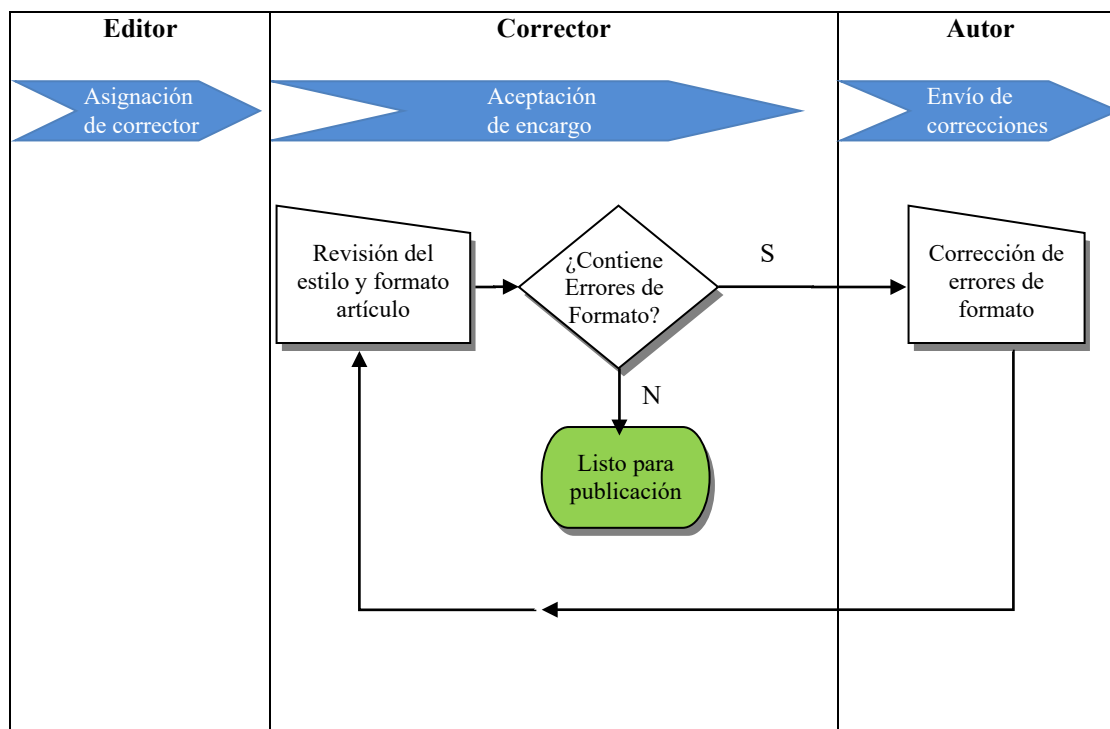 Editor
Corrector
Autor
Asignación
de corrector
Aceptación
de encargo
Envío de
correcciones
Revisión del
estilo y formato
artículo
¿Contiene
Errores de
Formato?
S
Corrección de
errores de
formato
N
Listo para
publicación